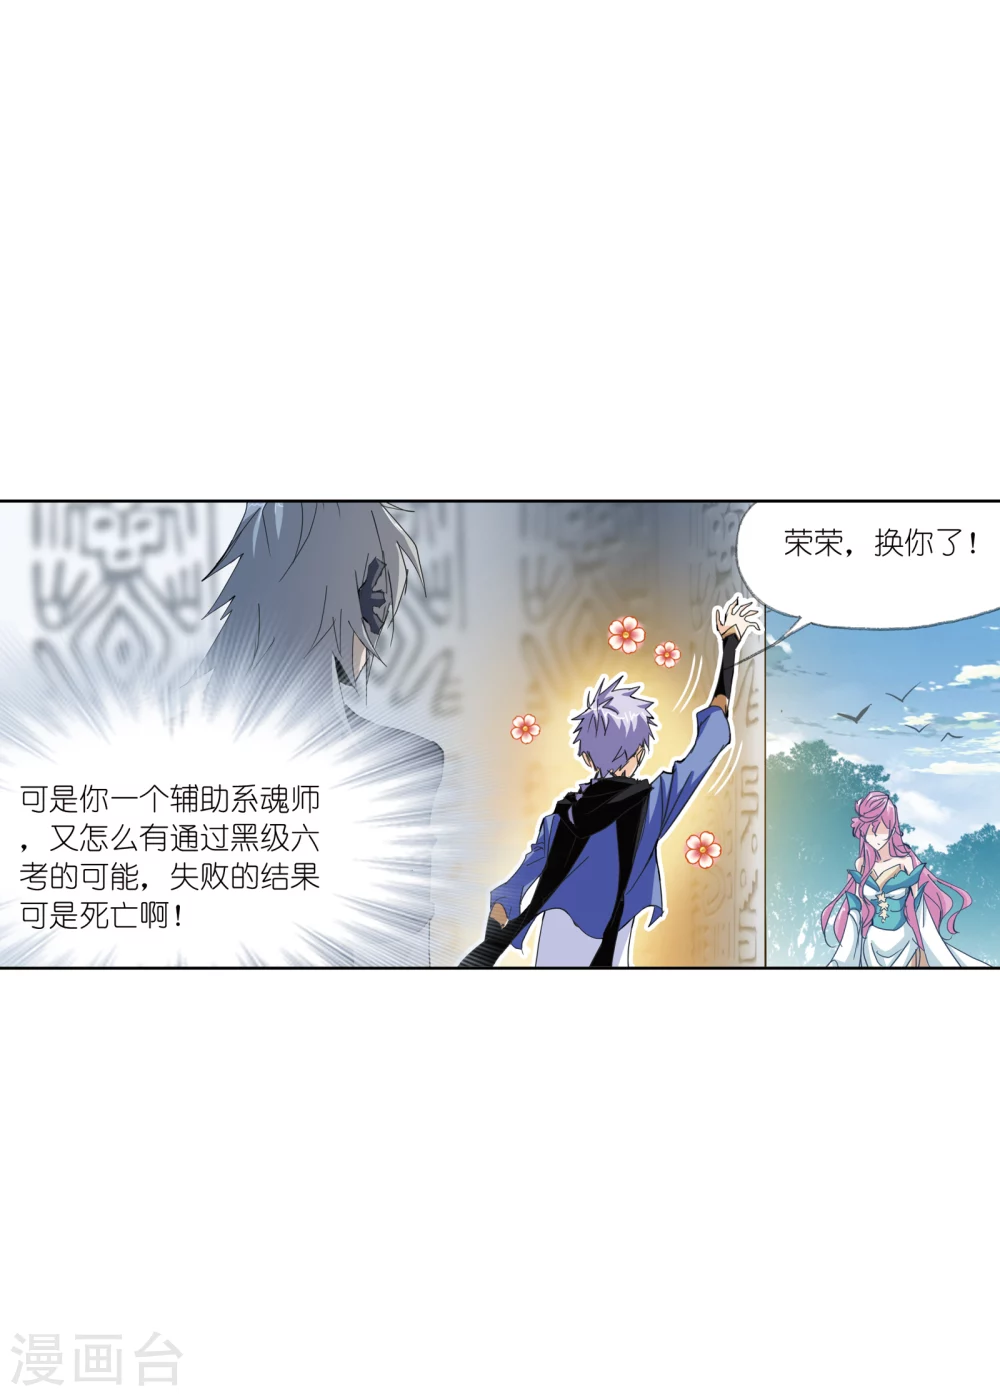 可是你一个辅助系魂师
，又怎么有通过黑级六
考的可能，失败的结果
可是死亡啊！
荣荣，换你了！
漫画台